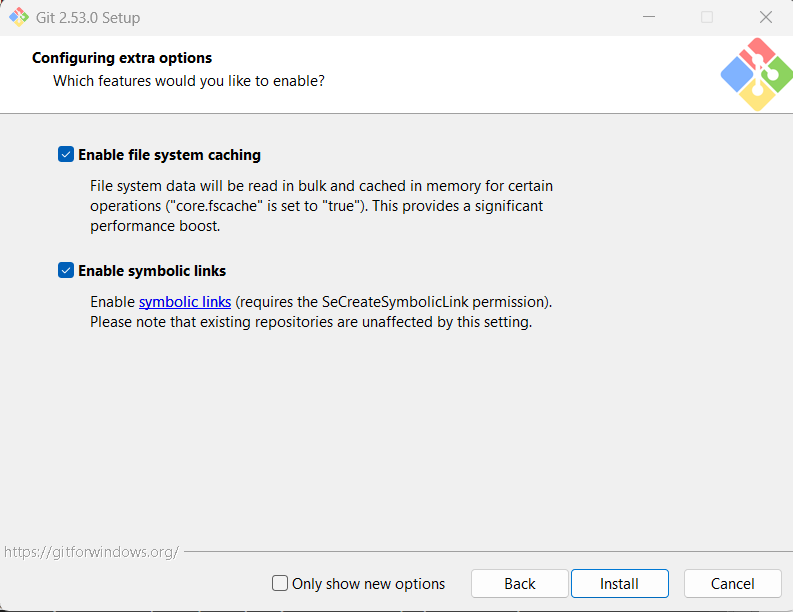 Git 2.53.0 Setup
Configuring extra options
Which features would you like to enable?
Enable file system caching
File system data will be read in bulk and cached in memory for certain
operations ("core.fscache" is set to "true"). This provides a significant
performance boost.
Enable symbolic links
Enable symbolic links (requires the SeCreateSymbolicLink permission).
Please note that existing repositories are unaffected by this setting.
https://gitforwindows.org/
Only show new options
Back
Install
Cancel